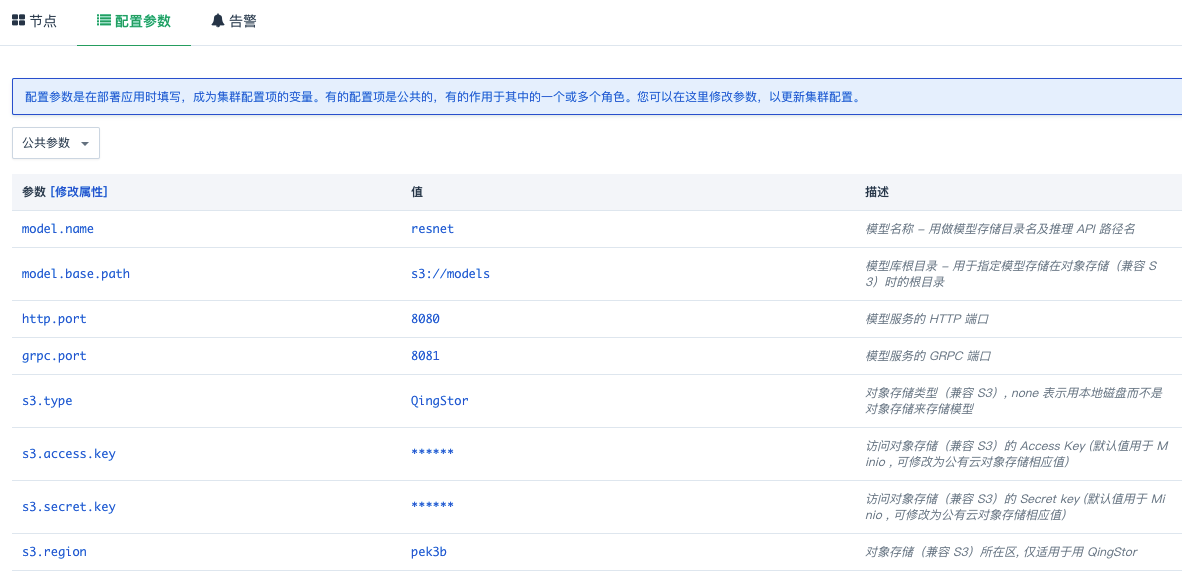 节点 配置参数 告警
配置参数是在部署应用时填写，成为集群配置项的变量。有的配置项是公共的，有的作用于其中的一个或多个角色。您可以在这里修改参数，以更新集群配置。
公共参数
参数 [修改属性] 值 描述
model.name resnet 模型名称 – 用做模型存储目录名及推理 API 路径名
model.base.path s3://models 模型库根目录 – 用于指定模型存储在对象存储（兼容 S
3）时的根目录
http.port 8080 模型服务的 HTTP 端口
grpc.port 8081 模型服务的 GRPC 端口
s3.type QingStor 对象存储类型（兼容 S3）, none 表示用本地磁盘而不是
对象存储来存储模型
s3.access.key ****** 访问对象存储（兼容 S3）的 Access Key (默认值用于 M
inio , 可修改为公有云对象存储相应值)
s3.secret.key ****** 访问对象存储（兼容 S3）的 Secret key (默认值用于 Mi
nio , 可修改为公有云对象存储相应值)
s3.region pek3b 对象存储（兼容 S3）所在区, 仅适用于用 QingStor